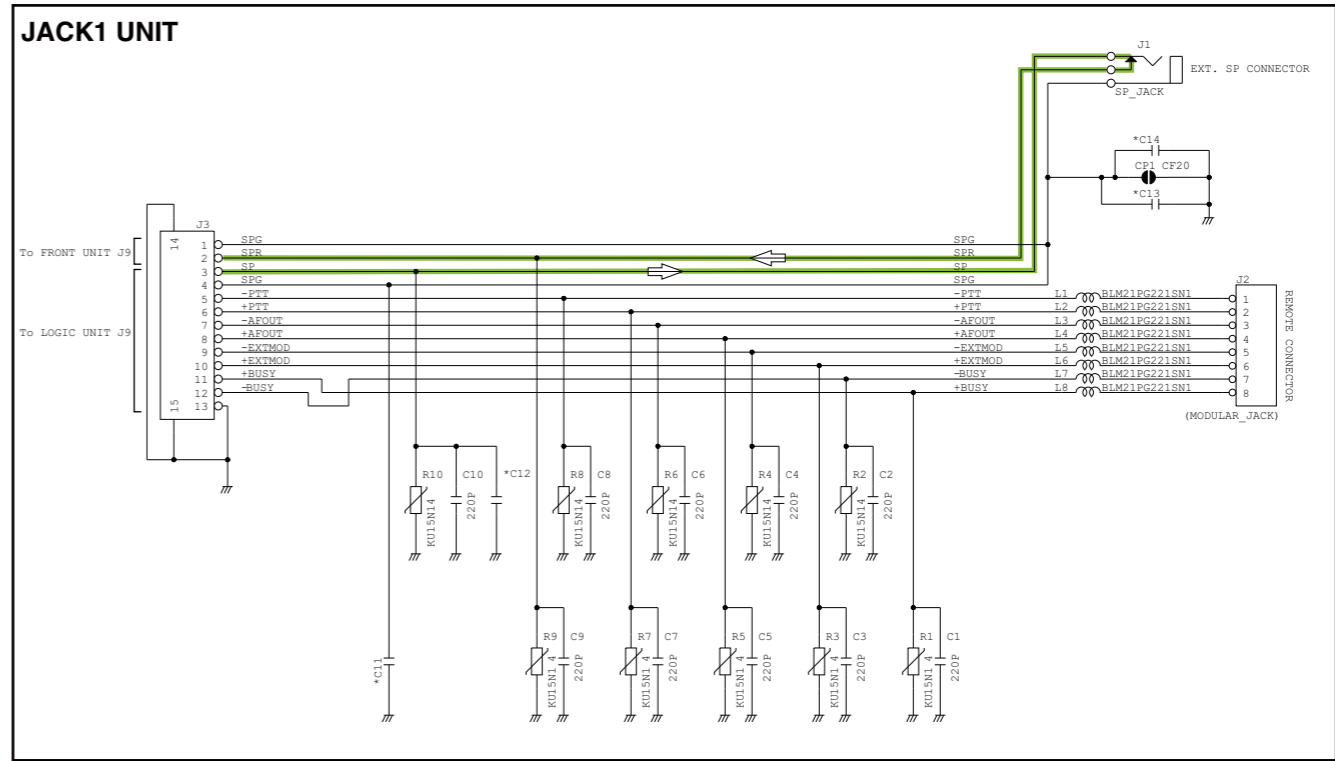 JACK1 UNIT
J1
EXT. SP CONNECTOR
SP_JACK
*C14
CP1 CF20
*C13
J3
14
To FRONT UNIT J9
1 SPG SPG
2 SPR SPR
3 SP SP
4 SPG SPG
J2
5 -PTT -PTT L1 BLM21PG221SN1 1
6 +PTT +PTT L2 BLM21PG221SN1 2
7 -AFOUT -AFOUT L3 BLM21PG221SN1 3
To LOGIC UNIT J9
8 +AFOUT +AFOUT L4 BLM21PG221SN1 4
9 -EXTMOD -EXTMOD L5 BLM21PG221SN1 5
10 +EXTMOD +EXTMOD L6 BLM21PG221SN1 6
11 +BUSY -BUSY L7 BLM21PG221SN1 7
12 -BUSY +BUSY L8 BLM21PG221SN1 8
13
15
REMOTE CONNECTOR
(MODULAR_JACK)
R10 C10 *C12 R8 C8 R6 C6 R4 C4 R2 C2
KU15N14 220P KU15N14 220P KU15N14 220P KU15N14 220P KU15N14 220P
R9 C9 R7 C7 R5 C5 R3 C3 R1 C1
*C11 KU15N1 4 220P KU15N1 4 220P KU15N1 4 220P KU15N1 4 220P KU15N1 4 220P